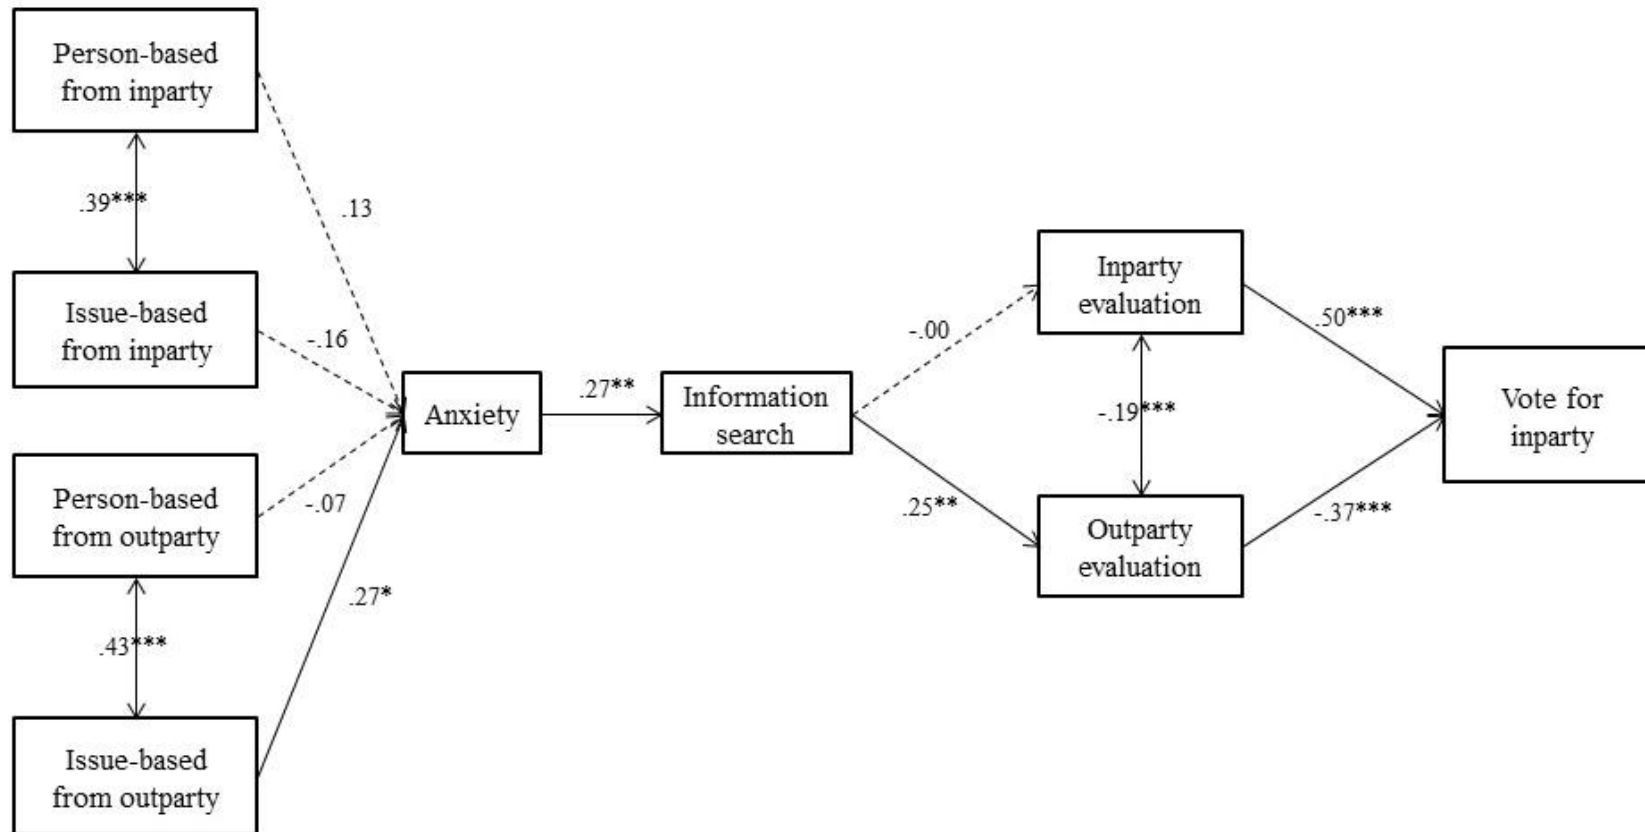 Person-based
from inparty
.39***
.13
Issue-based
from inparty
-.16
Person-based
from outparty
-.07
.43***
.27*
Issue-based
from outparty
Anxiety
.27**
Information
search
-.00
.25**
Inparty
evaluation
-.19***
Outparty
evaluation
.50***
-.37***
Vote for
inparty